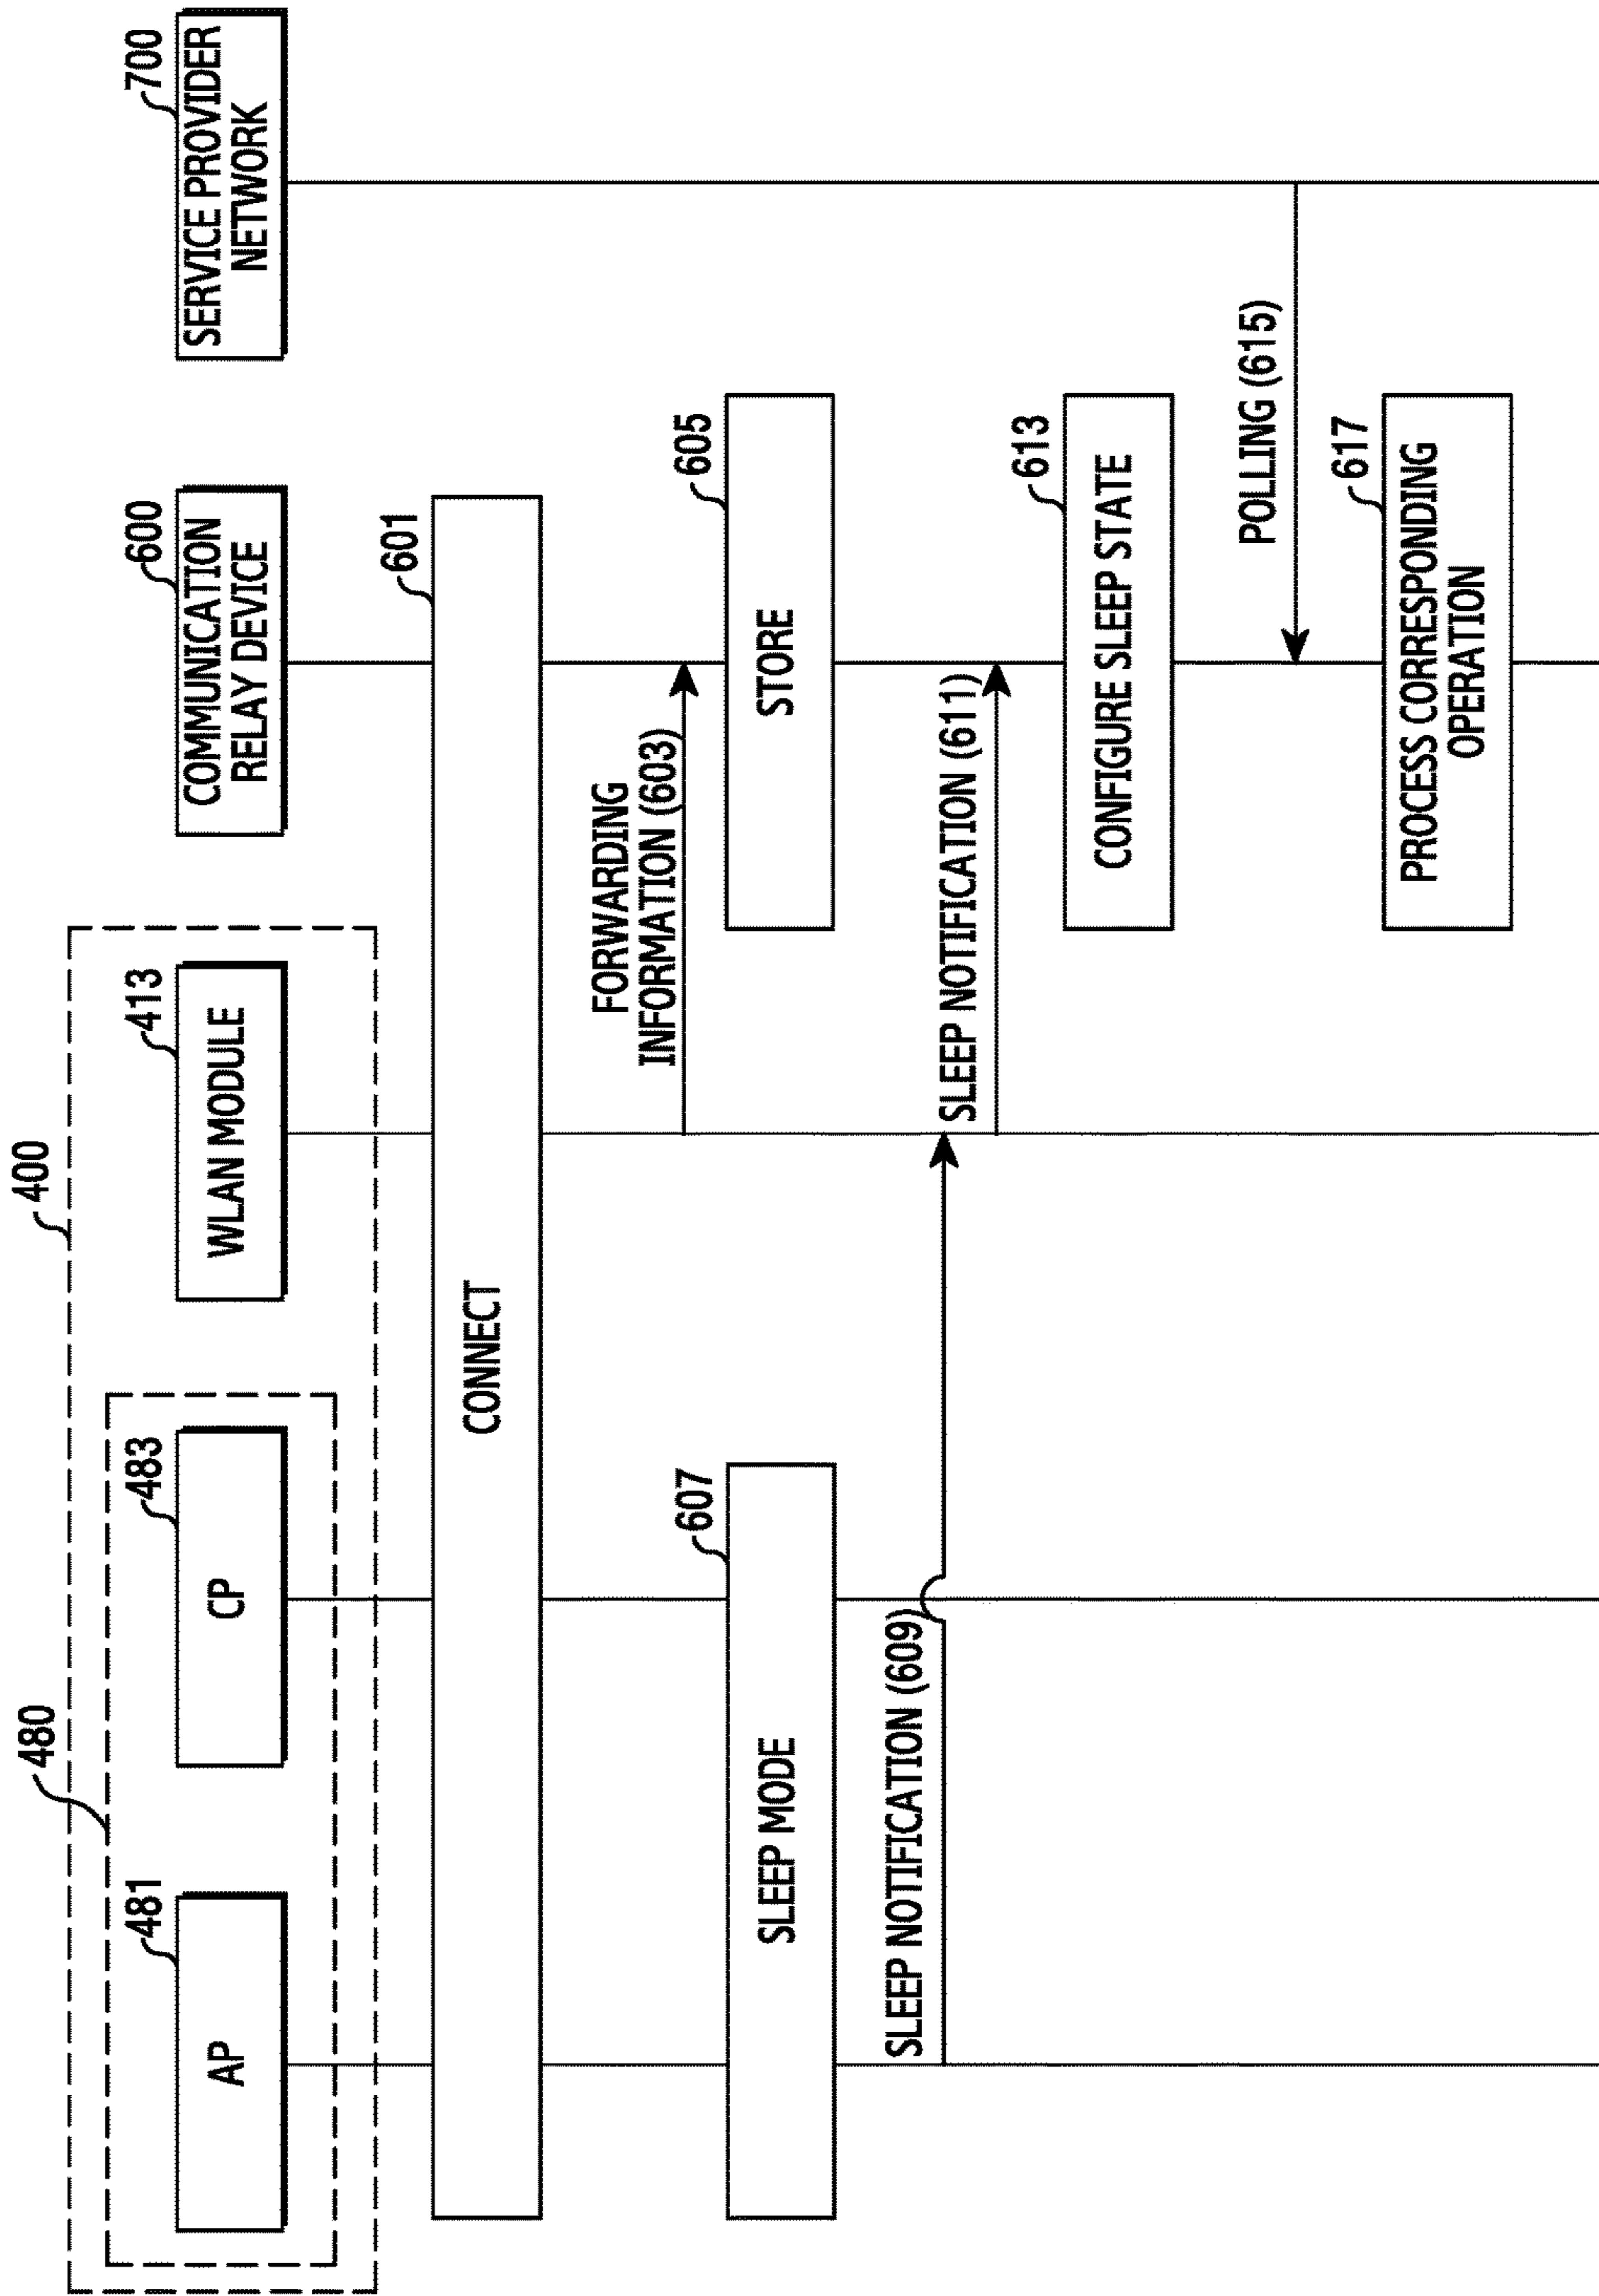 400
480
481
483
413
600
700
AP
CP
WLAN MODULE
COMMUNICATION
RELAY DEVICE
SERVICE PROVIDER
NETWORK
601
CONNECT
FORWARDING
INFORMATION (603)
605
STORE
607
SLEEP MODE
SLEEP NOTIFICATION (609)
SLEEP NOTIFICATION (611)
613
CONFIGURE SLEEP STATE
POLLING (615)
617
PROCESS CORRESPONDING
OPERATION